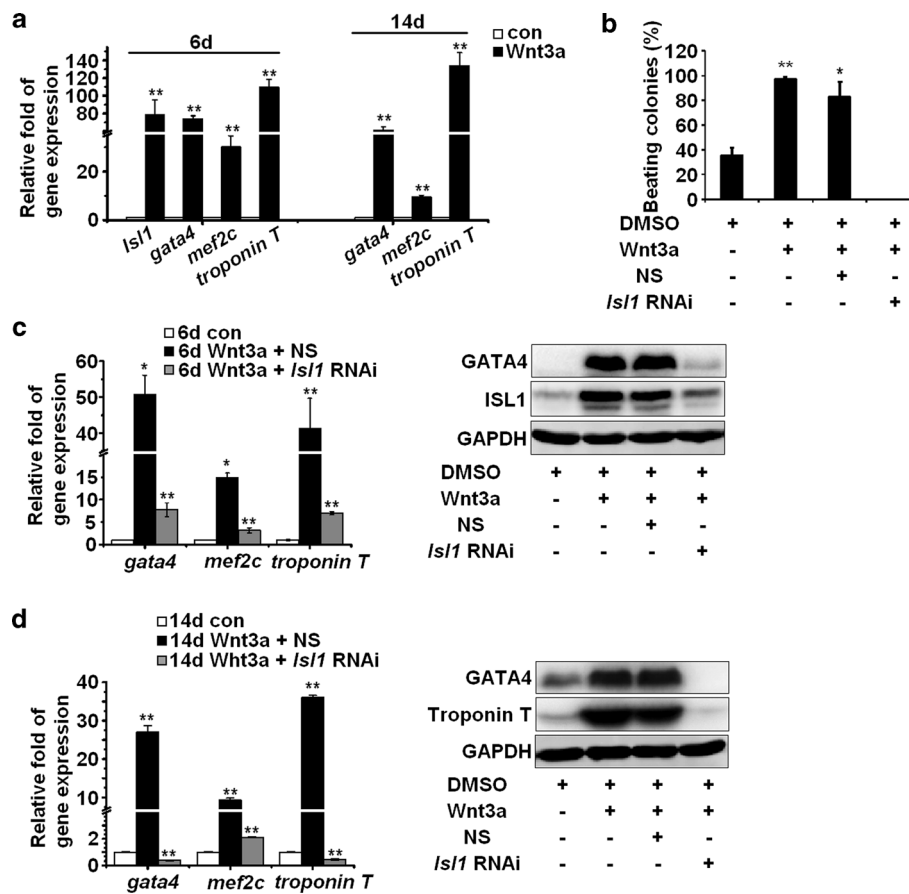 a
6d
14d
con
Wnt3a
Relative fold of
gene expression
140
120
100
80
60
20
0
**
**
**
**
**
**
**
Isl1
gata4
mef2c
troponin T
gata4
mef2c
troponin T
b
Beating colonies (%)
120
100
80
60
40
20
0
**
*
DMSO + + + +
Wnt3a - + + +
NS - - + -
Isl1 RNAi - - - +
c
6d con
6d Wnt3a + NS
6d Wnt3a + Isl1 RNAi
Relative fold of
gene expression
60
50
40
15
10
5
0
*
**
*
**
**
**
gata4
mef2c
troponin T
GATA4
ISL1
GAPDH
DMSO + + + +
Wnt3a - + + +
NS - - + -
Isl1 RNAi - - - +
d
14d con
14d Wnt3a + NS
14d Wht3a + Isl1 RNAi
Relative fold of
gene expression
40
30
20
10
2
0
**
**
**
**
**
**
gata4
mef2c
troponin T
GATA4
Troponin T
GAPDH
DMSO + + + +
Wnt3a - + + +
NS - - + -
Isl1 RNAi - - - +